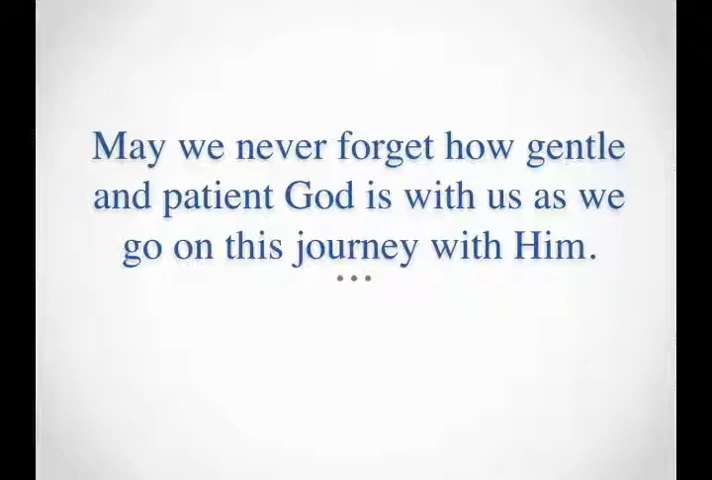 May we never forget how gentle
and patient God is with us as we
go on this journey with Him.